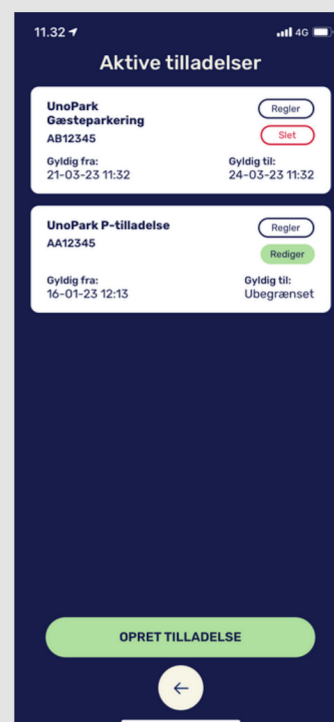 11.32 4G
Aktive tilladelser
UnoPark
Gæsteparkering
Regler
AB12345
Slet
Gyldig fra: Gyldig til:
21-03-23 11:32 24-03-23 11:32
UnoPark P-tilladelse
Regler
AA12345
Rediger
Gyldig fra: Gyldig til:
16-01-23 12:13 Ubegrænset
OPRET TILLADELSE